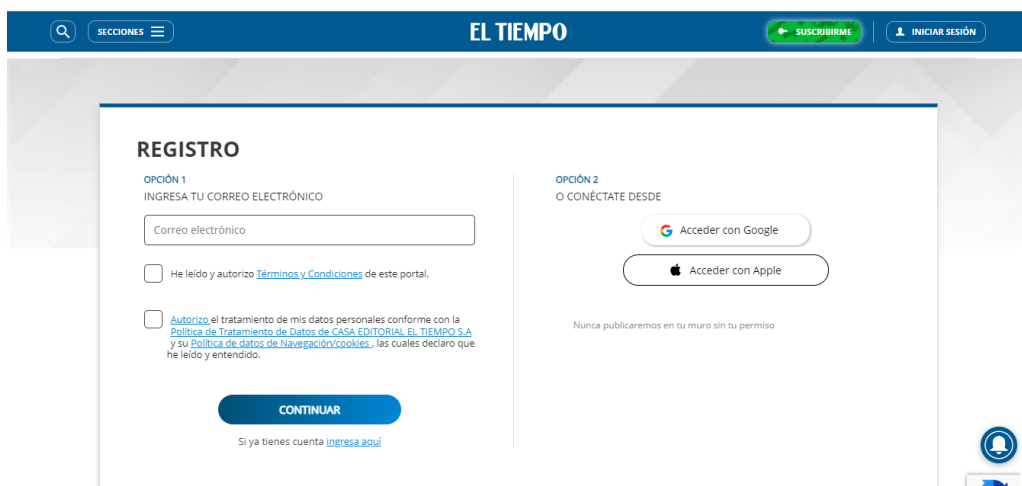 SECCIONES
EL TIEMPO
SUSCRIBIRME
INICIAR SESIÓN
REGISTRO
OPCIÓN 1
INGRESA TU CORREO ELECTRÓNICO
Correo electrónico
He leído y autorizo Términos y Condiciones de este portal.
Autorizo el tratamiento de mis datos personales conforme con la
Política de Tratamiento de Datos de CASA EDITORIAL EL TIEMPO S.A
y su Política de datos de Navegación/cookies , las cuales declaro que
he leído y entendido.
CONTINUAR
Si ya tienes cuenta ingresa aquí
OPCIÓN 2
O CONÉCTATE DESDE
Acceder con Google
Acceder con Apple
Nunca publicaremos en tu muro sin tu permiso